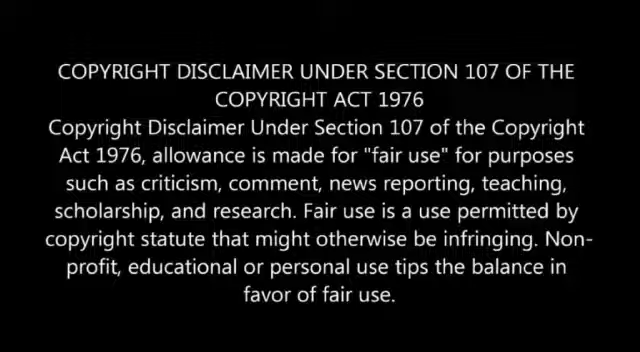 COPYRIGHT DISCLAIMER UNDER SECTION 107 OF THE
COPYRIGHT ACT 1976
Copyright Disclaimer Under Section 107 of the Copyright
Act 1976, allowance is made for "fair use" for purposes
such as criticism, comment, news reporting, teaching,
scholarship, and research. Fair use is a use permitted by
copyright statute that might otherwise be infringing. Non-
profit, educational or personal use tips the balance in
favor of fair use.